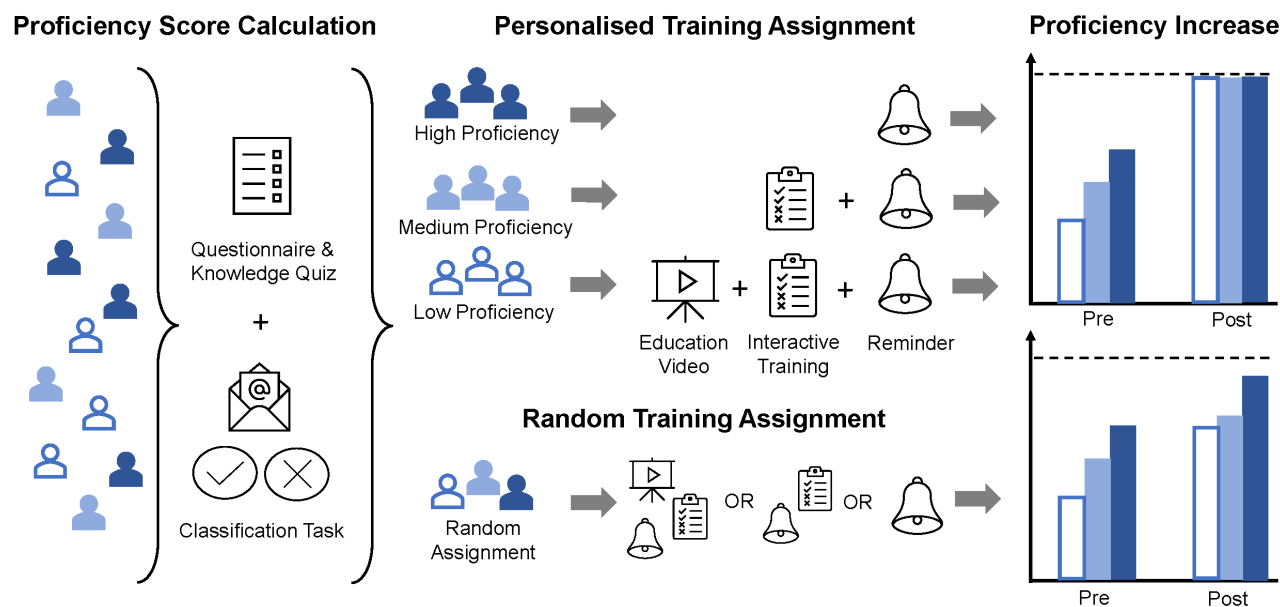 Proficiency Score Calculation
Personalised Training Assignment
Proficiency Increase
Questionnaire &
Knowledge Quiz
+
@
Classification Task
High Proficiency
Medium Proficiency
+
Low Proficiency
+
+
Education
Video
Interactive
Training
Reminder
Pre
Post
Random Training Assignment
Random
Assignment
OR
OR
Pre
Post